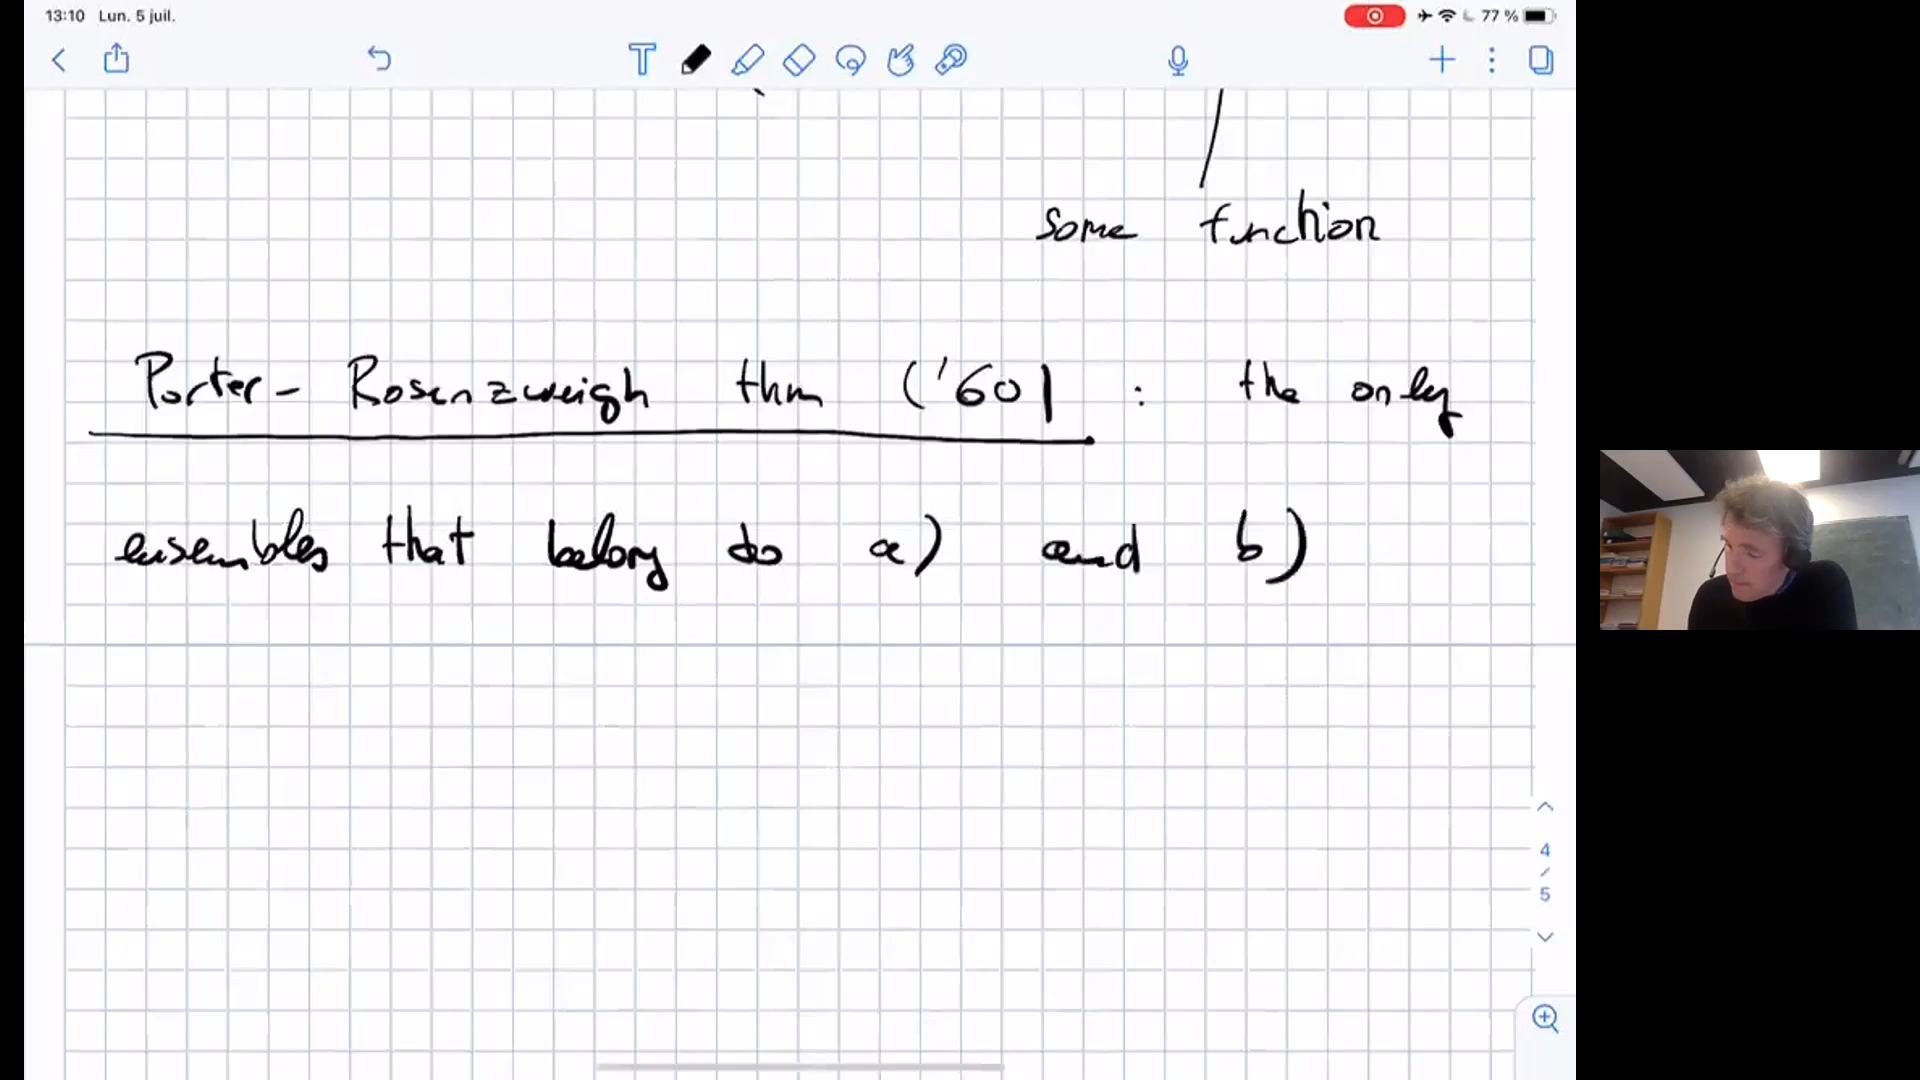 13:10 Lun. 5 juil.
77 %
T
some function
Porter - Rosenzweigh thm ('60) : the only
ensembles that belong to a) and b)
4
/
5